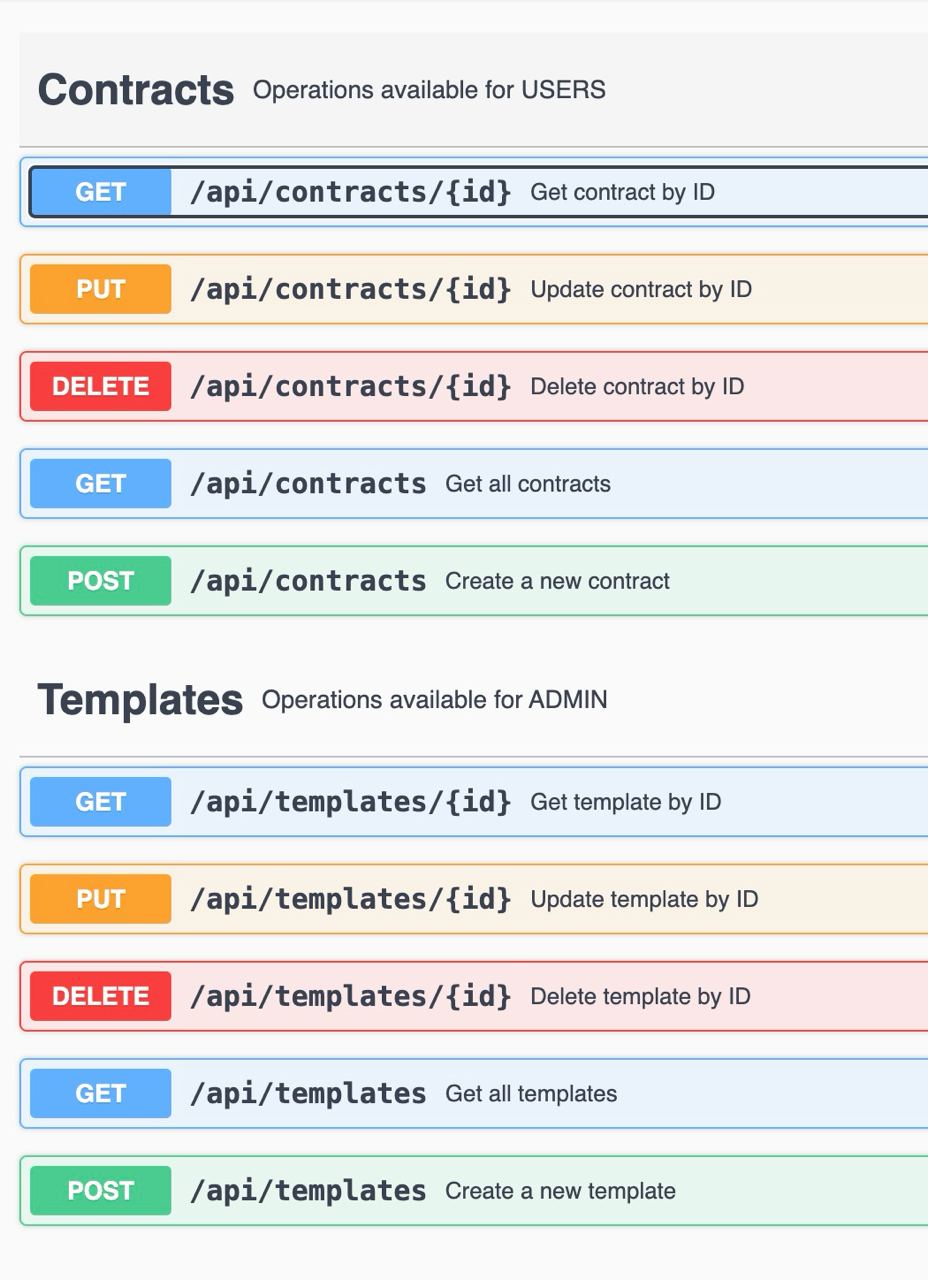 Contracts Operations available for USERS
GET /api/contracts/{id} Get contract by ID
PUT /api/contracts/{id} Update contract by ID
DELETE /api/contracts/{id} Delete contract by ID
GET /api/contracts Get all contracts
POST /api/contracts Create a new contract
Templates Operations available for ADMIN
GET /api/templates/{id} Get template by ID
PUT /api/templates/{id} Update template by ID
DELETE /api/templates/{id} Delete template by ID
GET /api/templates Get all templates
POST /api/templates Create a new template